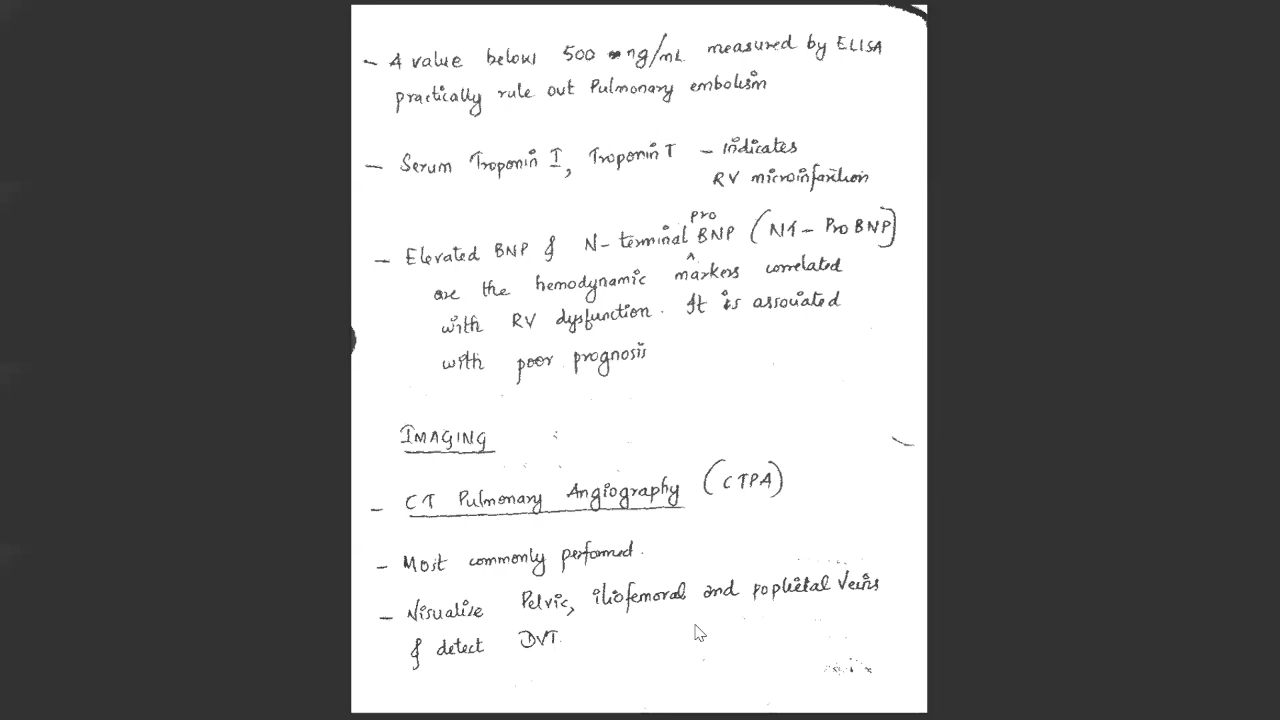 - A value below 500 ng/mL measured by ELISA
practically rule out Pulmonary embolism
- Serum Troponin I, Troponin T - Indicates
RV microinfarction
pro
- Elevated BNP & N-terminal BNP (NT-ProBNP)
are the hemodynamic markers correlated
with RV dysfunction. It is associated
with poor prognosis
IMAGING
- CT Pulmonary Angiography (CTPA)
- Most commonly performed.
- Visualise Pelvic, iliofemoral and popliteal veins
& detect DVT.